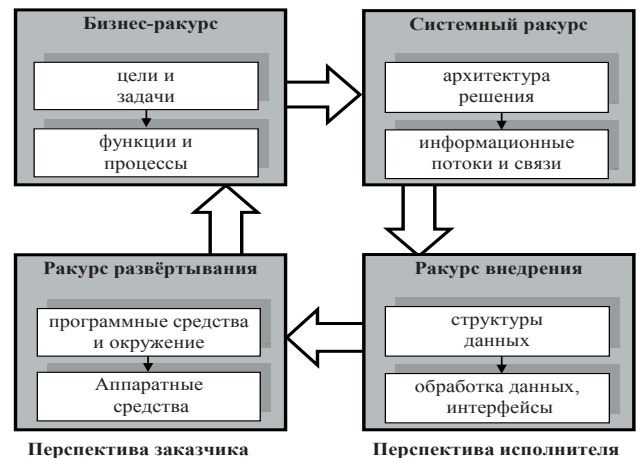 Бизнес-ракурс
цели и
задачи
функции и
процессы
Системный ракурс
архитектура
решения
информационные
потоки и связи
Ракурс развёртывания
программные средства
и окружение
Аппаратные
средства
Ракурс внедрения
структуры
данных
обработка данных,
интерфейсы
Перспектива заказчика
Перспектива исполнителя